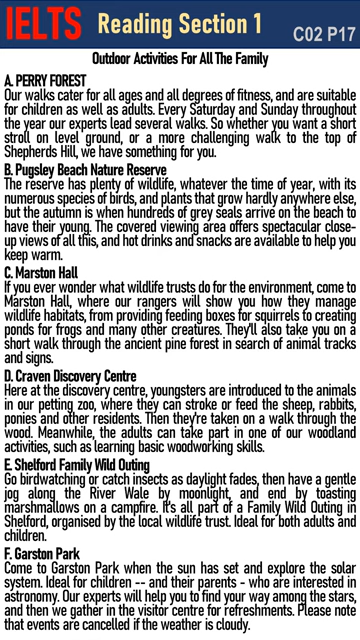 IELTS Reading Section 1 C02 P17
Outdoor Activities For All The Family
A. PERRY FOREST
Our walks cater for all ages and all degrees of fitness, and are suitable
for children as well as adults. Every Saturday and Sunday throughout
the year our experts lead several walks. So whether you want a short
stroll on level ground, or a more challenging walk to the top of
Shepherds Hill, we have something for you.
B. Pugsley Beach Nature Reserve
The reserve has plenty of wildlife, whatever the time of year, with its
numerous species of birds, and plants that grow hardly anywhere else,
but the autumn is when hundreds of grey seals arrive on the beach to
have their young. The covered viewing area offers spectacular close-
up views of all this, and hot drinks and snacks are available to help you
keep warm.
C. Marston Hall
If you ever wonder what wildlife trusts do for the environment, come to
Marston Hall, where our rangers will show you how they manage
wildlife habitats, from providing feeding boxes for squirrels to creating
ponds for frogs and many other creatures. They'll also take you on a
short walk through the ancient pine forest in search of animal tracks
and signs.
D. Craven Discovery Centre
Here at the discovery centre, youngsters are introduced to the animals
in our petting zoo, where they can stroke or feed the sheep, rabbits,
ponies and other residents. Then they're taken on a walk through the
wood. Meanwhile, the adults can take part in one of our woodland
activities, such as learning basic woodworking skills.
E. Shelford Family Wild Outing
Go birdwatching or catch insects as daylight fades, then have a gentle
jog along the River Wale by moonlight, and end by toasting
marshmallows on a campfire. It's all part of a Family Wild Outing in
Shelford, organised by the local wildlife trust. Ideal for both adults and
children.
F. Garston Park
Come to Garston Park when the sun has set and explore the solar
system. Ideal for children -- and their parents - who are interested in
astronomy. Our experts will help you to find your way among the stars,
and then we gather in the visitor centre for refreshments. Please note
that events are cancelled if the weather is cloudy.